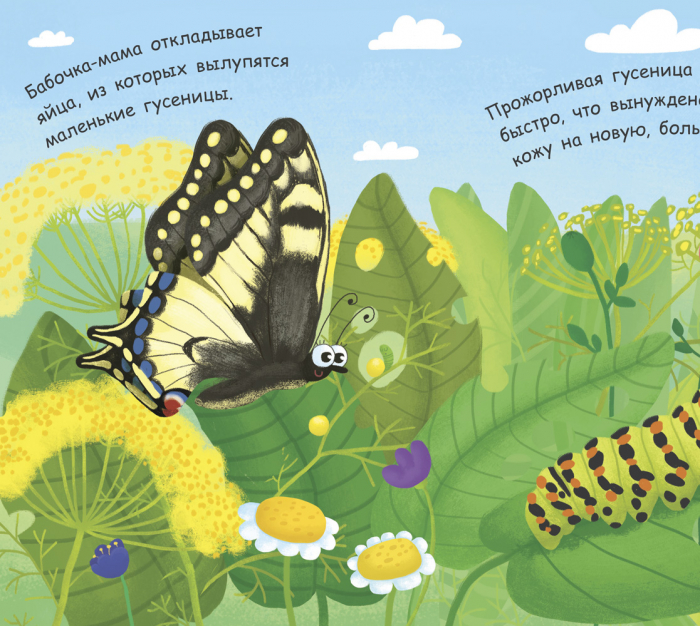 Бабочка-мама откладывает
яйца, из которых вылупятся
маленькие гусеницы.
Прожорливая гусеница
быстро, что вынуждена
кожу на новую, боль